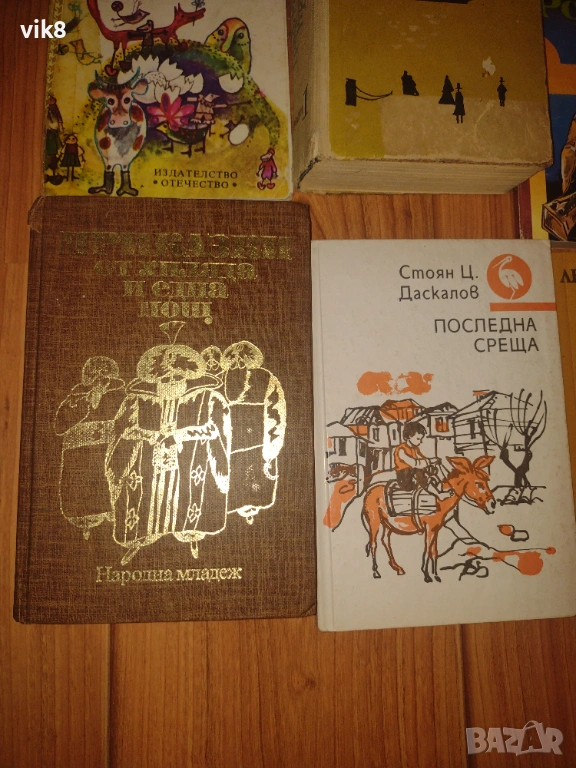 vik8
ИЗДАТЕЛСТВО
• ОТЕЧЕСТВО •
ПРИКАЗКИ
ОТ ХИЛЯДА
И ЕДНА
НОЩ
Народна младеж
Стоян Ц.
Даскалов
ПОСЛЕДНА
СРЕЩА
BAZAR